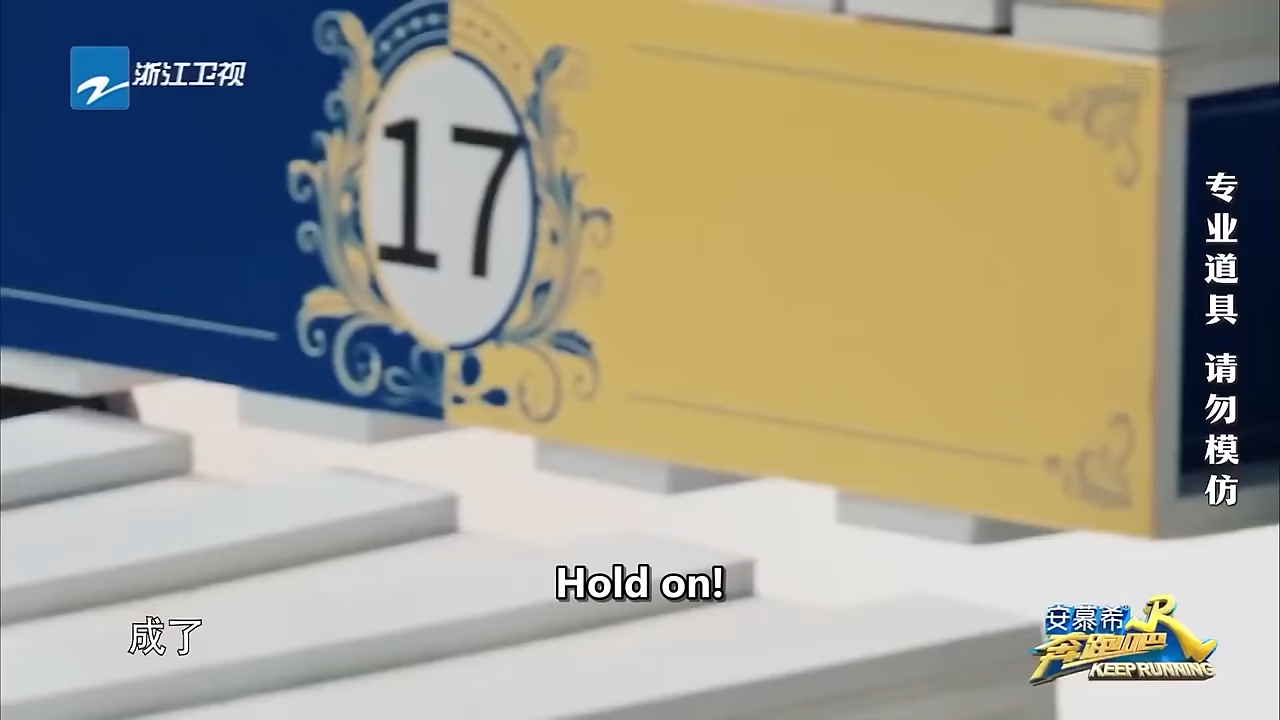 浙江卫视
17
专业道具 请勿模仿
Hold on!
成了
安慕希
奔跑吧
KEEP RUNNING